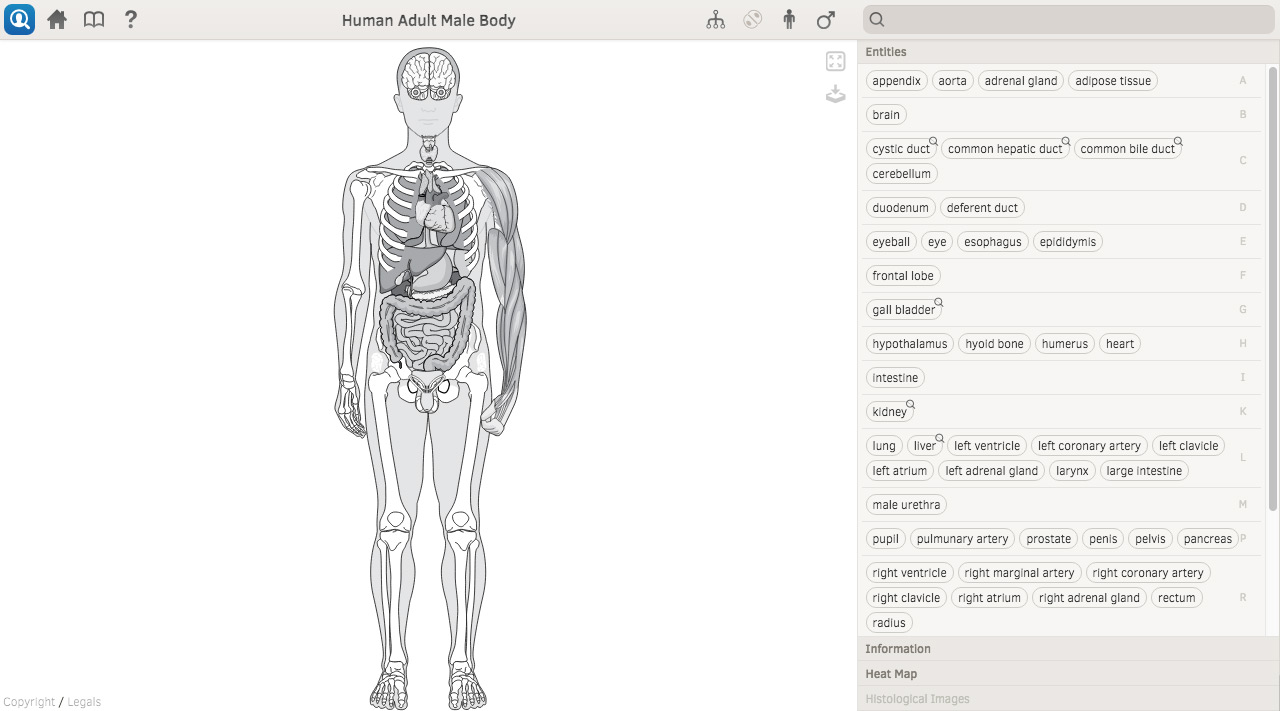 Human Adult Male Body
Entities
appendix aorta adrenal gland adipose tissue A
brain B
cystic duct common hepatic duct common bile duct
cerebellum C
duodenum deferent duct D
eyeball eye esophagus epididymis E
frontal lobe F
gall bladder G
hypothalamus hyoid bone humerus heart H
intestine I
kidney K
lung liver left ventricle left coronary artery left clavicle
left atrium left adrenal gland larynx large intestine L
male urethra M
pupil pulmunary artery prostate penis pelvis pancreas P
right ventricle right marginal artery right coronary artery
right clavicle right atrium right adrenal gland rectum R
radius
Information
Heat Map
Histological Images
Copyright / Legals